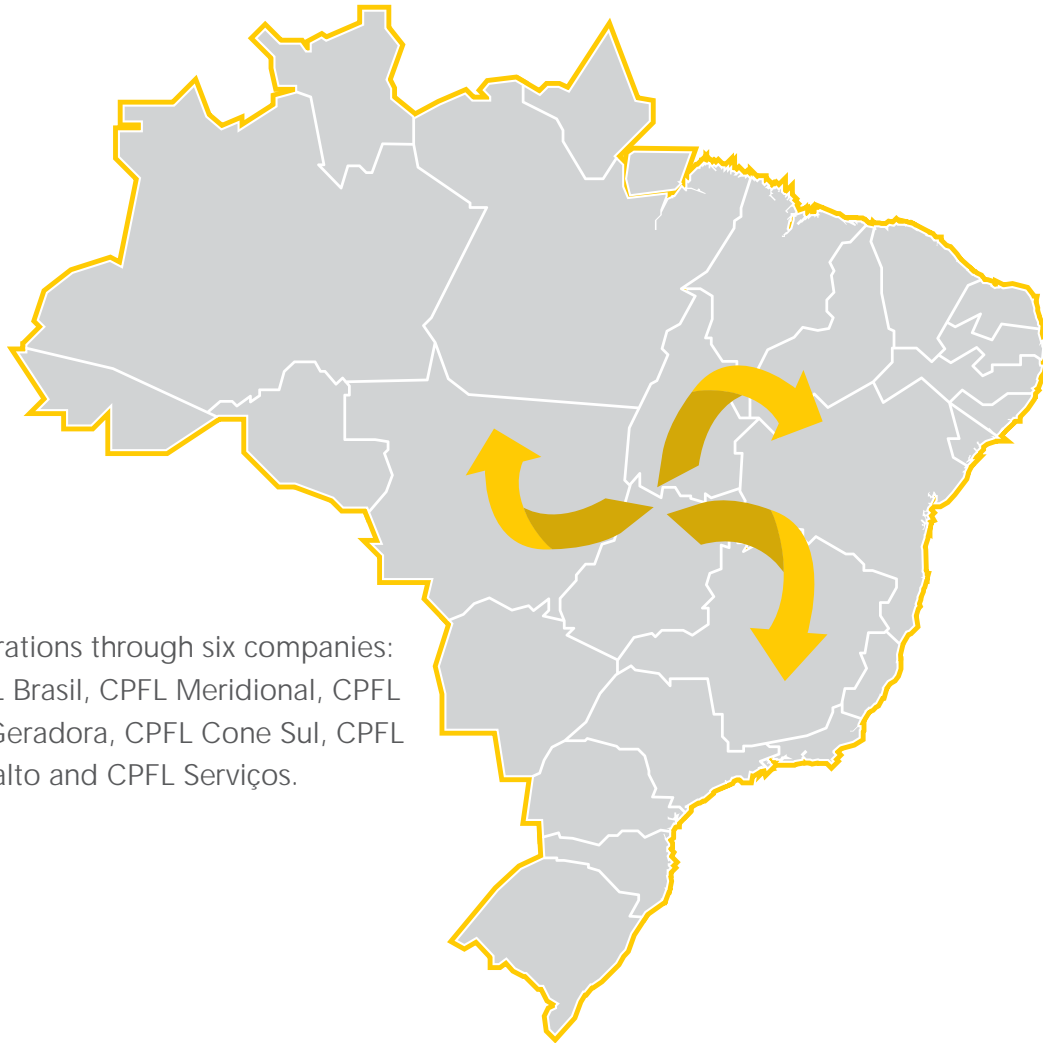 rations through six companies:
L Brasil, CPFL Meridional, CPFL
Geradora, CPFL Cone Sul, CPFL
alto and CPFL Serviços.